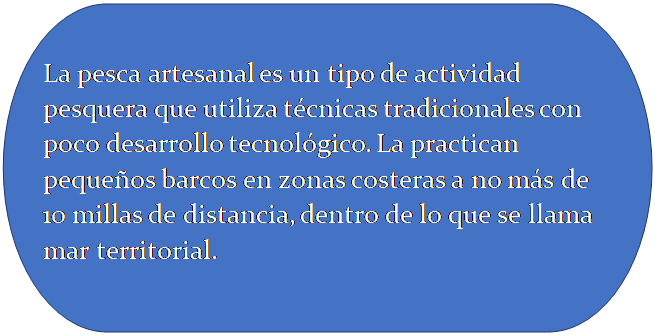 La pesca artesanal es un tipo de actividad
pesquera que utiliza técnicas tradicionales con
poco desarrollo tecnológico. La practican
pequeños barcos en zonas costeras a no más de
10 millas de distancia, dentro de lo que se llama
mar territorial.